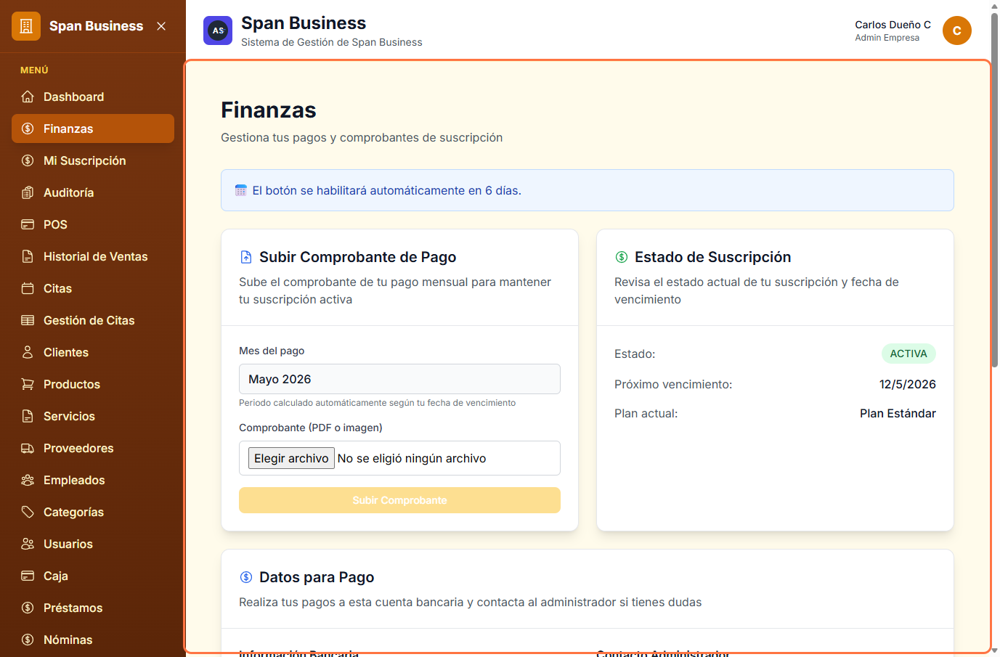 Span Business
MENÚ
Dashboard
Finanzas
Mi Suscripción
Auditoría
POS
Historial de Ventas
Citas
Gestión de Citas
Clientes
Productos
Servicios
Proveedores
Empleados
Categorías
Usuarios
Caja
Préstamos
Nóminas
AS
Span Business
Sistema de Gestión de Span Business
Carlos Dueño C
Admin Empresa
C
Finanzas
Gestiona tus pagos y comprobantes de suscripción
El botón se habilitará automáticamente en 6 días.
Subir Comprobante de Pago
Sube el comprobante de tu pago mensual para mantener
tu suscripción activa
Mes del pago
Mayo 2026
Periodo calculado automáticamente según tu fecha de vencimiento
Comprobante (PDF o imagen)
Elegir archivo No se eligió ningún archivo
Subir Comprobante
Estado de Suscripción
Revisa el estado actual de tu suscripción y fecha de
vencimiento
Estado: ACTIVA
Próximo vencimiento: 12/5/2026
Plan actual: Plan Estándar
Datos para Pago
Realiza tus pagos a esta cuenta bancaria y contacta al administrador si tienes dudas
Información Bancaria
Contacto Administrador